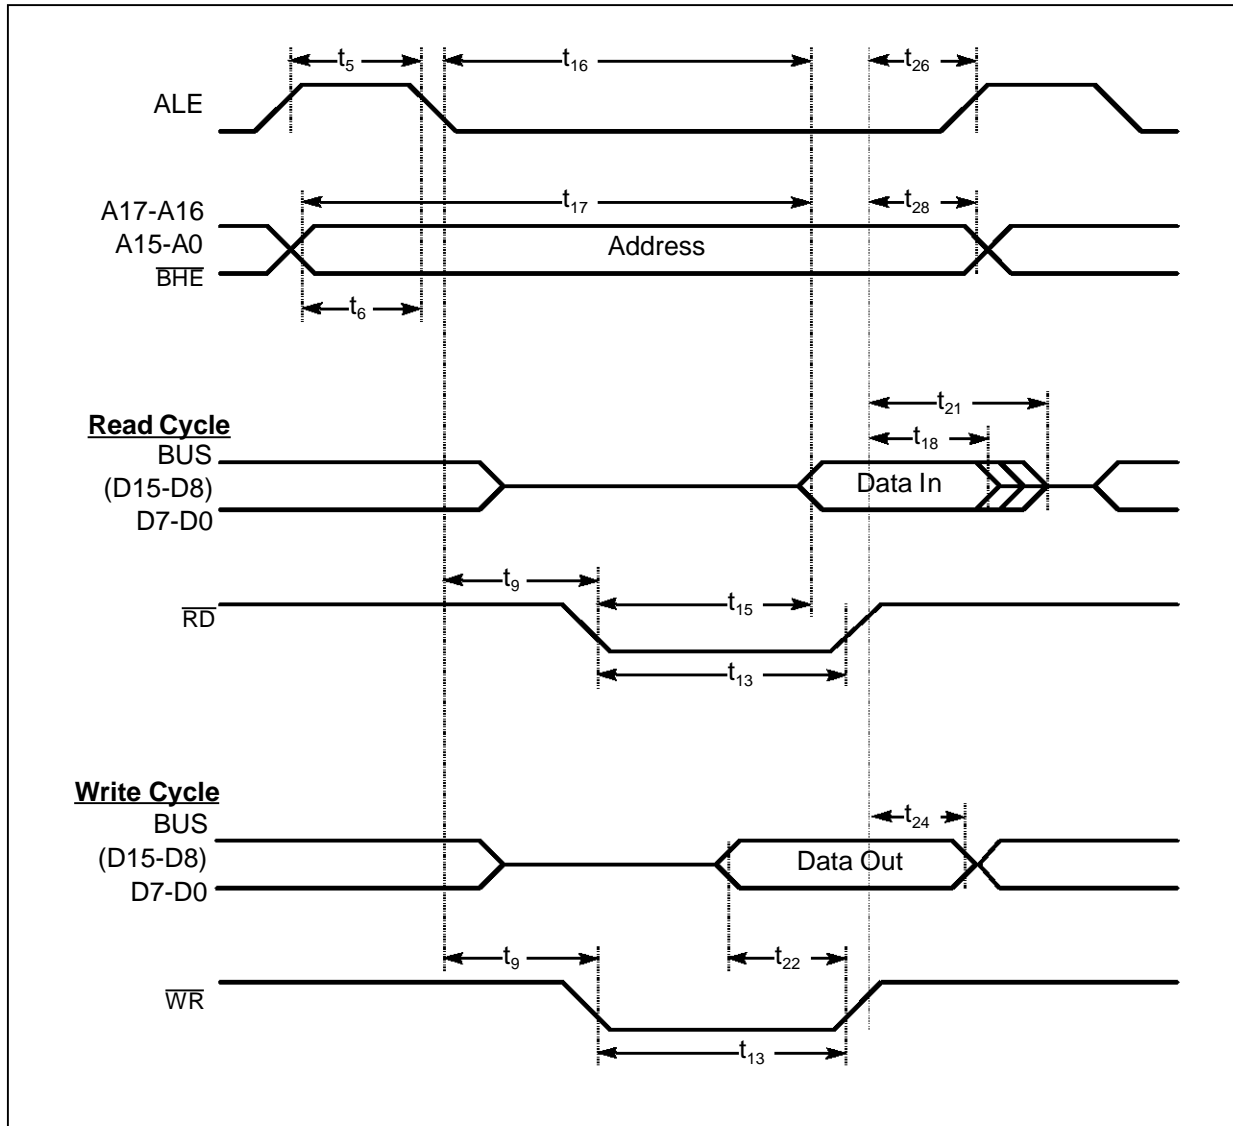 t5
t16
t26
ALE
A17-A16
A15-A0
BHE
t17
t28
Address
t6
Read Cycle
BUS
(D15-D8)
D7-D0
t21
t18
Data In
t9
RD
t15
t13
Write Cycle
BUS
(D15-D8)
D7-D0
t24
Data Out
t9
t22
WR
t13